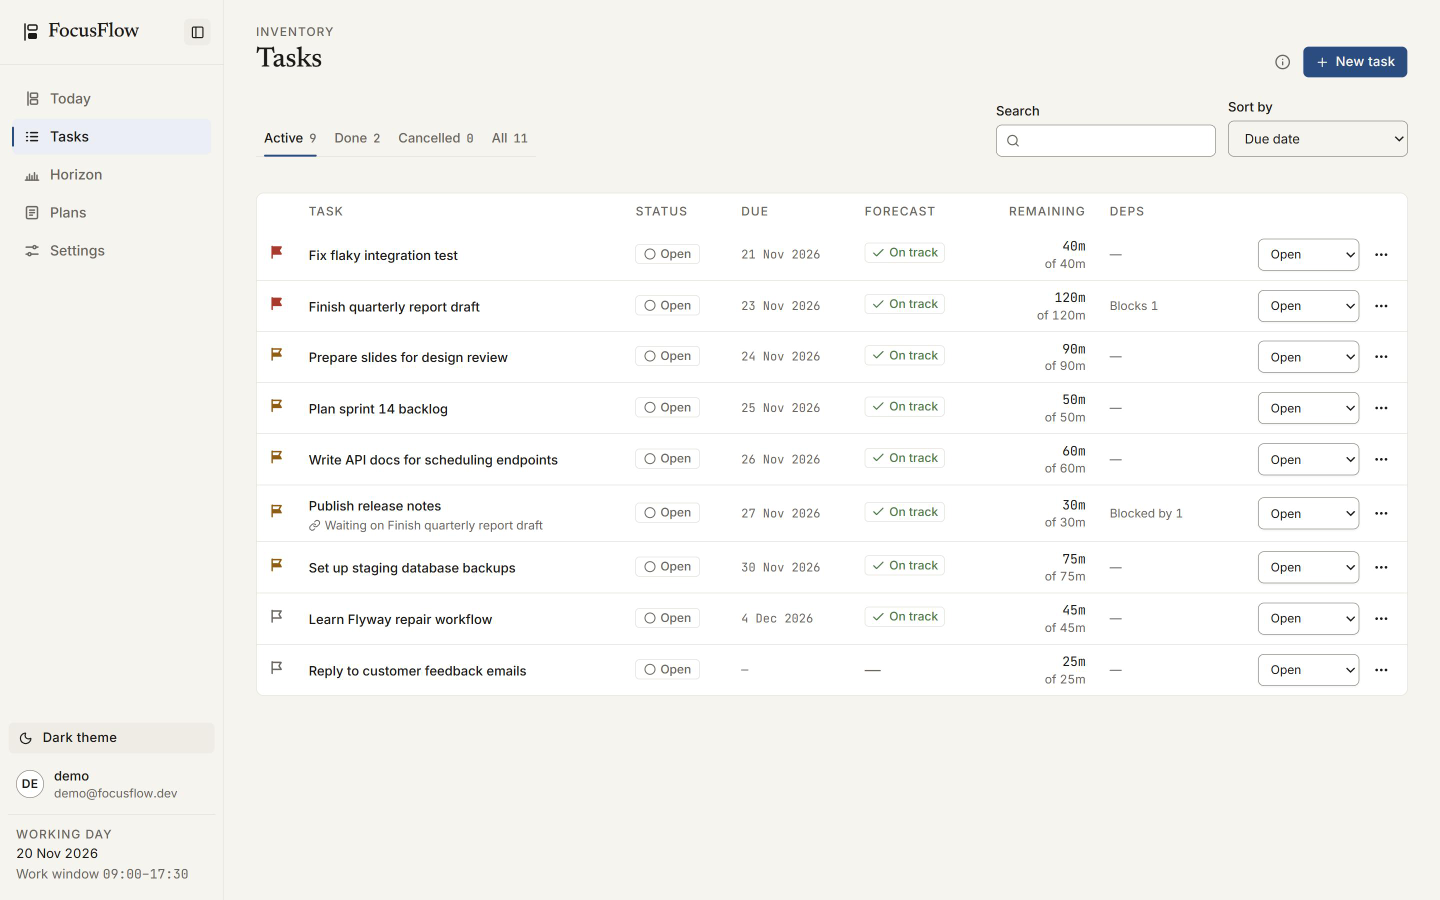 FocusFlow
Today
Tasks
Horizon
Plans
Settings
Dark theme
DE
demo
demo@focusflow.dev
WORKING DAY
20 Nov 2026
Work window 09:00–17:30
INVENTORY
Tasks
New task
Active 9 Done 2 Cancelled 0 All 11
Search
Sort by
Due date
TASK STATUS DUE FORECAST REMAINING DEPS
Fix flaky integration test Open 21 Nov 2026 On track 40m — Open
of 40m
Finish quarterly report draft Open 23 Nov 2026 On track 120m Blocks 1 Open
of 120m
Prepare slides for design review Open 24 Nov 2026 On track 90m — Open
of 90m
Plan sprint 14 backlog Open 25 Nov 2026 On track 50m — Open
of 50m
Write API docs for scheduling endpoints Open 26 Nov 2026 On track 60m — Open
of 60m
Publish release notes Open 27 Nov 2026 On track 30m Blocked by 1 Open
Waiting on Finish quarterly report draft of 30m
Set up staging database backups Open 30 Nov 2026 On track 75m — Open
of 75m
Learn Flyway repair workflow Open 4 Dec 2026 On track 45m — Open
of 45m
Reply to customer feedback emails Open – — 25m — Open
of 25m